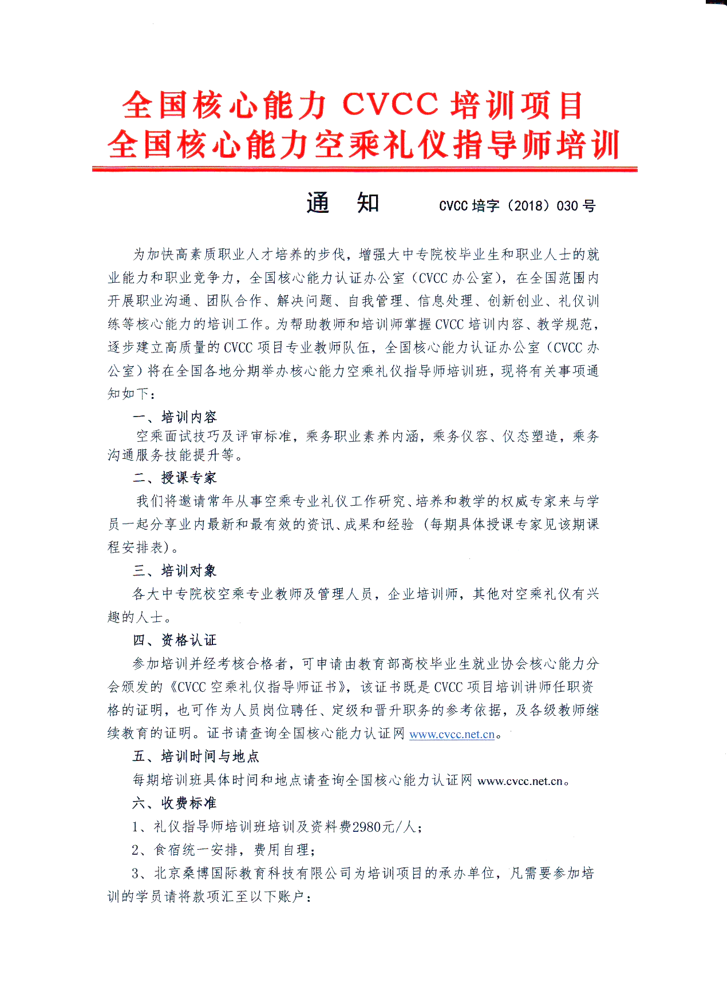 全国核心能力 CVCC 培训项目
全国核心能力空乘礼仪指导师培训
通 知 CVCC 培字（2018）030 号
为加快高素质职业人才培养的步伐，增强大中专院校毕业生和职业人士的就
业能力和职业竞争力，全国核心能力认证办公室（CVCC 办公室），在全国范围内
开展职业沟通、团队合作、解决问题、自我管理、信息处理、创新创业、礼仪训
练等核心能力的培训工作。为帮助教师和培训师掌握 CVCC 培训内容、教学规范，
逐步建立高质量的 CVCC 项目专业教师队伍，全国核心能力认证办公室（CVCC 办
公室）将在全国各地分期举办核心能力空乘礼仪指导师培训班，现将有关事项通
知如下：
一、培训内容
空乘面试技巧及评审标准，乘务职业素养内涵，乘务仪容、仪态塑造，乘务
沟通服务技能提升等。
二、授课专家
我们将邀请常年从事空乘专业礼仪工作研究、培养和教学的权威专家来与学
员一起分享业内最新和最有效的资讯、成果和经验 (每期具体授课专家见该期课
程安排表)。
三、培训对象
各大中专院校空乘专业教师及管理人员，企业培训师，其他对空乘礼仪有兴
趣的人士。
四、资格认证
参加培训并经考核合格者，可申请由教育部高校毕业生就业协会核心能力分
会颁发的《CVCC 空乘礼仪指导师证书》，该证书既是 CVCC 项目培训讲师任职资
格的证明，也可作为人员岗位聘任、定级和晋升职务的参考依据，及各级教师继
续教育的证明。证书请查询全国核心能力认证网 www.cvcc.net.cn。
五、培训时间与地点
每期培训班具体时间和地点请查询全国核心能力认证网 www.cvcc.net.cn。
六、收费标准
1、礼仪指导师培训班培训及资料费2980元/人；
2、食宿统一安排，费用自理；
3、北京桑博国际教育科技有限公司为培训项目的承办单位，凡需要参加培
训的学员请将款项汇至以下账户：